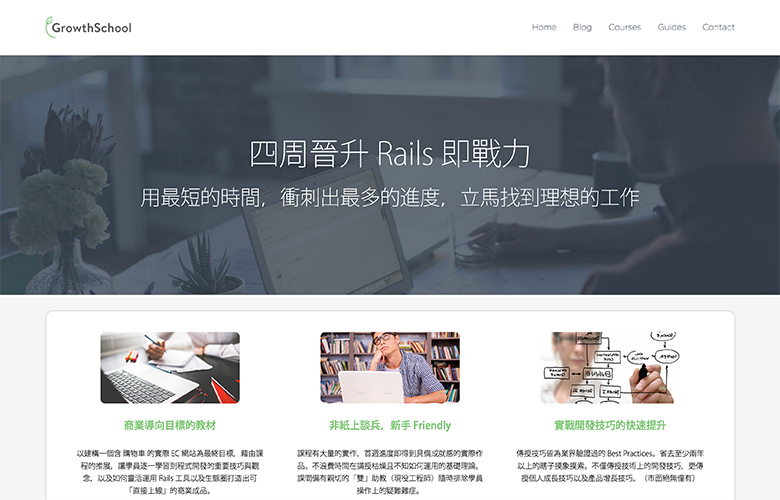 GrowthSchool
Home Blog Courses Guides Contact
四周晉升 Rails 即戰力
用最短的時間，衝刺出最多的進度，立馬找到理想的工作
商業導向目標的教材
以建構一個含 購物車 的實際 EC 網站為最終目標，藉由課
程的推展，讓學員逐一學習到程式開發的重要技巧與觀
念，以及如何靈活運用 Rails 工具以及生態圈打造出可
「直接上線」的商業成品。
非紙上談兵，新手 Friendly
課程有大量的實作，首週進度即得到具備成就感的實際作
品。不浪費時間在講授枯燥且不知如何運用的基礎理論。
課間備有親切的「雙」助教（現役工程師）隨時排除學員
操作上的疑難雜症。
實戰開發技巧的快速提升
傳授技巧皆為業界驗證過的 Best Practices。省去至少兩年
以上的瞎子摸象摸索。不僅傳授技術上的開發技巧，更傳
授個人成長技巧以及產品增長技巧。（市面絕無僅有）